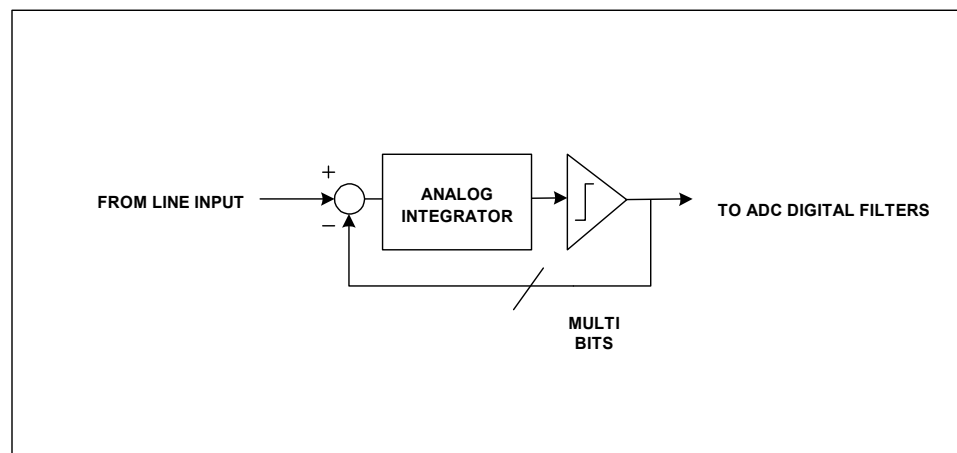 +
FROM LINE INPUT
−
ANALOG
INTEGRATOR
TO ADC DIGITAL FILTERS
MULTI
BITS